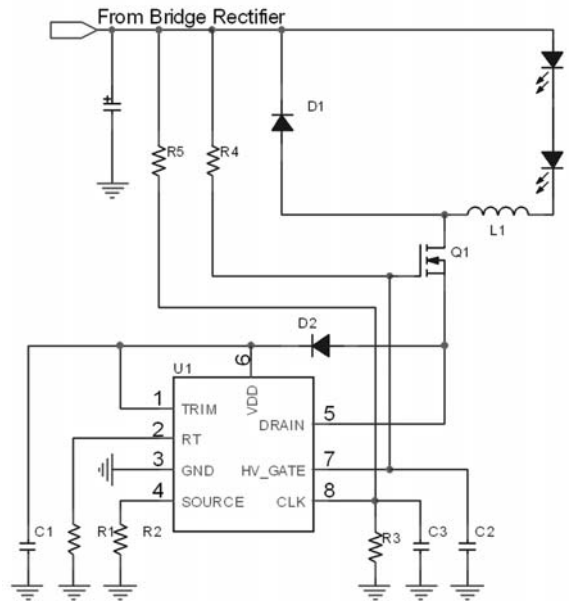 From Bridge Rectifier
D1
R5
R4
L1
Q1
D2
U1
6
1
TRIM
VDD
DRAIN
5
2
RT
3
GND
HV_GATE
7
4
SOURCE
CLK
8
C1
R1
R2
R3
C3
C2